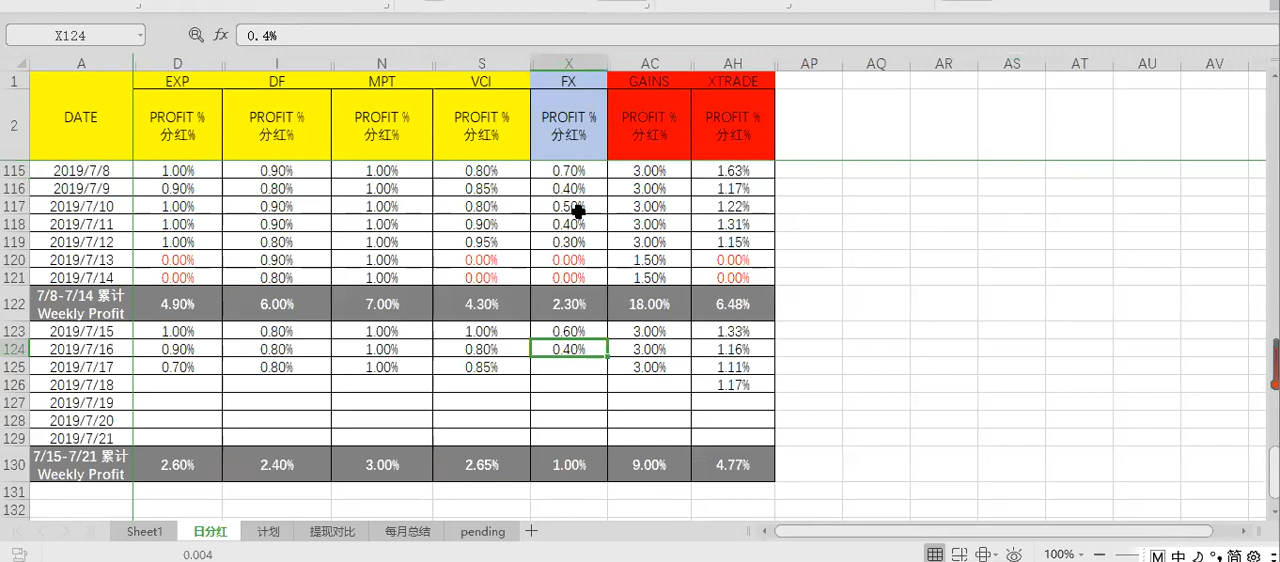 X124 fx 0.4%
A D I N S X AC AH AP AQ AR AS AT AU AV
1 EXP DF MPT VCI FX GAINS XTRADE
2 DATE PROFIT % PROFIT % PROFIT % PROFIT % PROFIT % PROFIT % PROFIT %
分红% 分红% 分红% 分红% 分红% 分红% 分红%
115 2019/7/8 1.00% 0.90% 1.00% 0.80% 0.70% 3.00% 1.63%
116 2019/7/9 0.90% 0.80% 1.00% 0.85% 0.40% 3.00% 1.17%
117 2019/7/10 1.00% 0.90% 1.00% 0.80% 0.50% 3.00% 1.22%
118 2019/7/11 1.00% 0.90% 1.00% 0.90% 0.40% 3.00% 1.31%
119 2019/7/12 1.00% 0.80% 1.00% 0.95% 0.30% 3.00% 1.15%
120 2019/7/13 0.00% 0.90% 1.00% 0.00% 0.00% 1.50% 0.00%
121 2019/7/14 0.00% 0.80% 1.00% 0.00% 0.00% 1.50% 0.00%
7/8-7/14 累计
122 Weekly Profit 4.90% 6.00% 7.00% 4.30% 2.30% 18.00% 6.48%
123 2019/7/15 1.00% 0.80% 1.00% 1.00% 0.60% 3.00% 1.33%
124 2019/7/16 0.90% 0.80% 1.00% 0.80% 0.40% 3.00% 1.16%
125 2019/7/17 0.70% 0.80% 1.00% 0.85% 3.00% 1.11%
126 2019/7/18 1.17%
127 2019/7/19
128 2019/7/20
129 2019/7/21
7/15-7/21 累计
130 Weekly Profit 2.60% 2.40% 3.00% 2.65% 1.00% 9.00% 4.77%
131
132
Sheet1 日分红 计划 提现对比 每月总结 pending
0.004 100% M 中 简